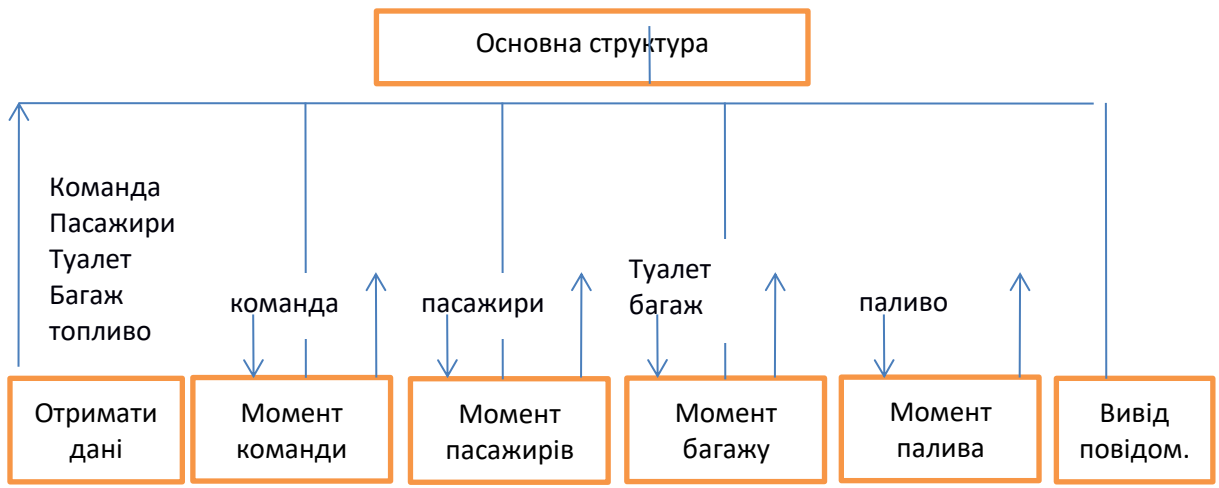 Основна структура
Команда
Пасажири
Туалет
Багаж
топливо
команда
пасажири
Туалет
багаж
паливо
Отримати
дані
Момент
команди
Момент
пасажирів
Момент
багажу
Момент
палива
Вивід
повідом.